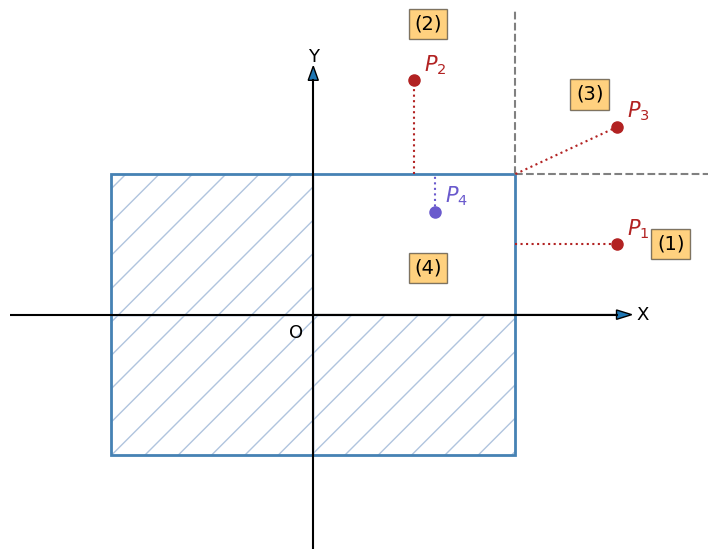 (2)
Y
P₂
(3)
P₃
P₄
P₁
(1)
(4)
X
O